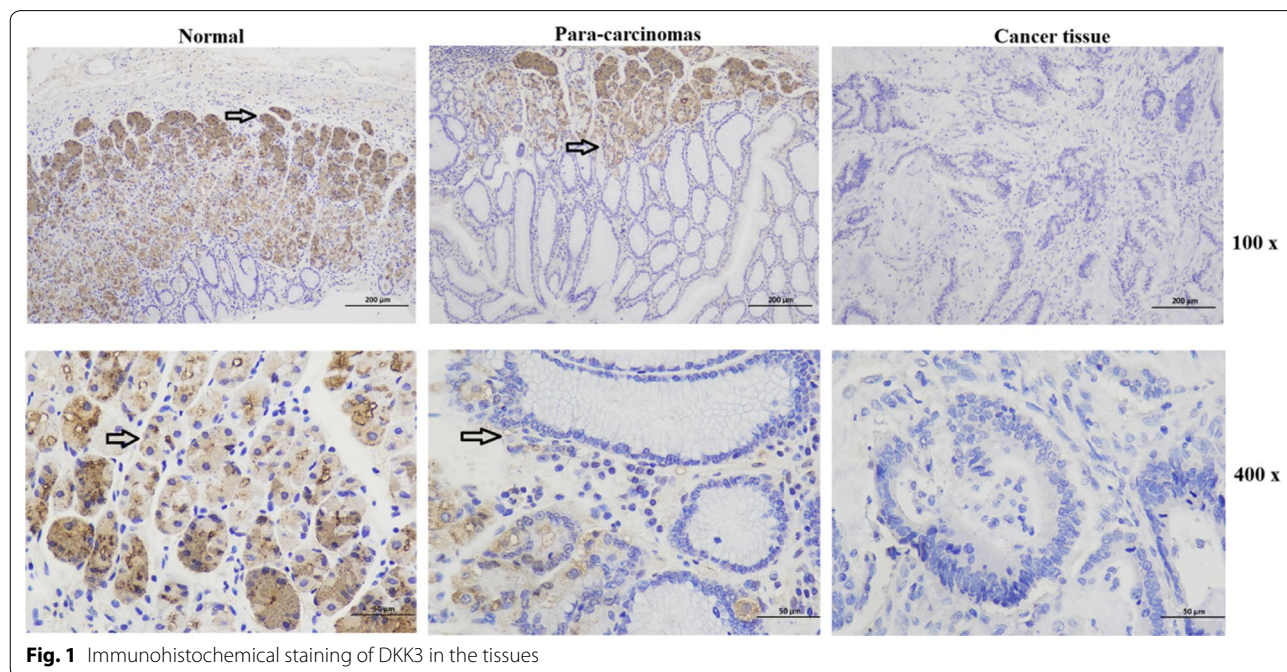 Normal
Para-carcinomas
Cancer tissue
200 µm
200 µm
200 µm
100 x
50 µm
50 µm
50 µm
400 x
Fig. 1 Immunohistochemical staining of DKK3 in the tissues